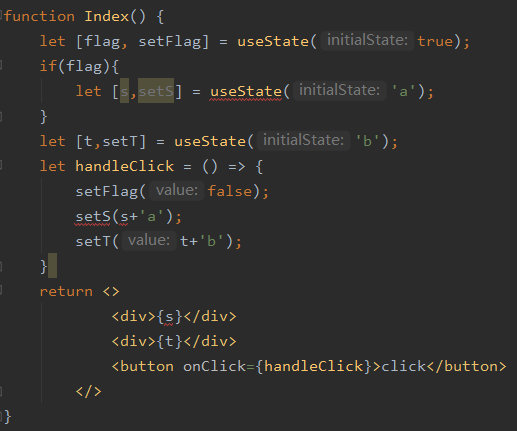 function Index() {
let [flag, setFlag] = useState( initialState: true);
if(flag){
let [s,setS] = useState( initialState: 'a');
}
let [t,setT] = useState( initialState: 'b');
let handleClick = () => {
setFlag( value: false);
setS(s+'a');
setT( value: t+'b');
}
return <>
<div>{s}</div>
<div>{t}</div>
<button onClick={handleClick}>click</button>
</>
}